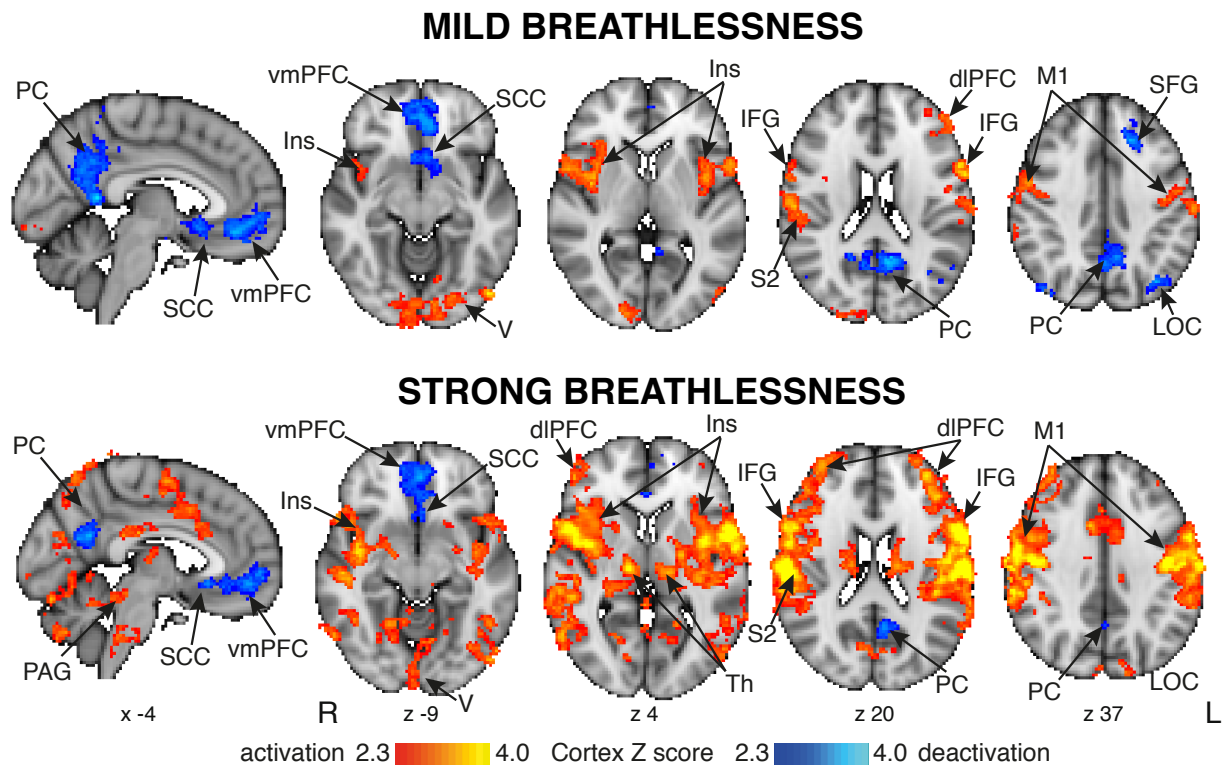 MILD BREATHLESSNESS
PC
SCC
vmPFC
vmPFC
SCC
Ins
V
Ins
dlPFC
IFG
IFG
S2
PC
M1
SFG
PC
LOC
STRONG BREATHLESSNESS
PC
PAG
SCC
vmPFC
vmPFC
SCC
Ins
V
dlPFC
Ins
Th
dlPFC
IFG
IFG
S2
PC
M1
PC
LOC
x -4
R
z -9
z 4
z 20
z 37
L
activation 2.3 4.0 Cortex Z score 2.3 4.0 deactivation